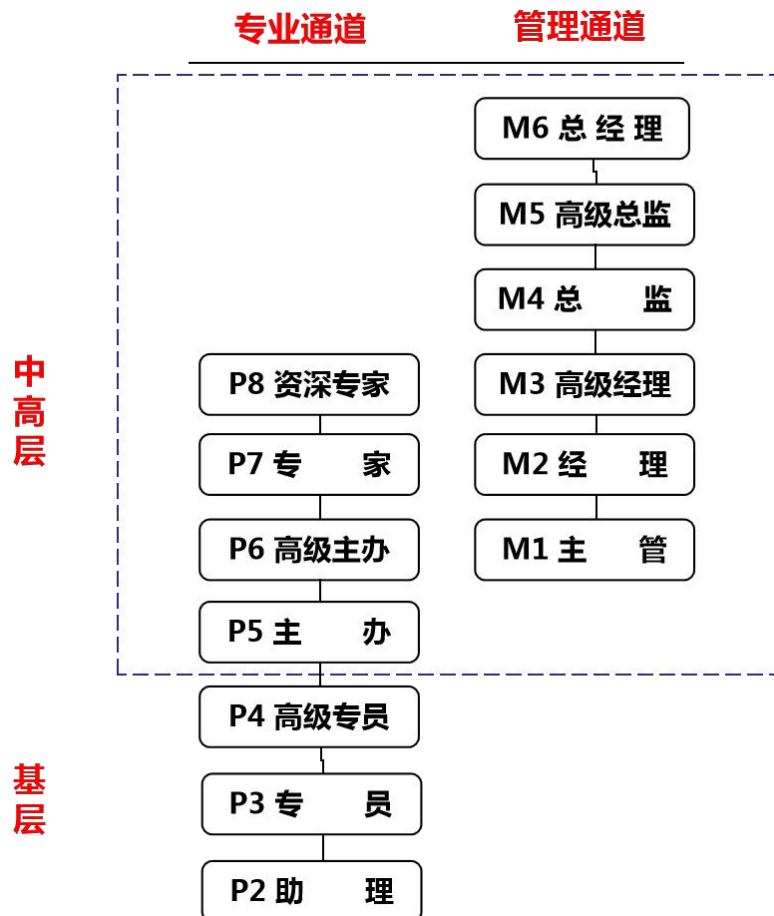 专业通道 管理通道
M6 总 经 理
M5 高级总监
M4 总 监
中高层
P8 资深专家 M3 高级经理
P7 专 家 M2 经 理
P6 高级主办 M1 主 管
P5 主 办
P4 高级专员
基层
P3 专 员
P2 助 理